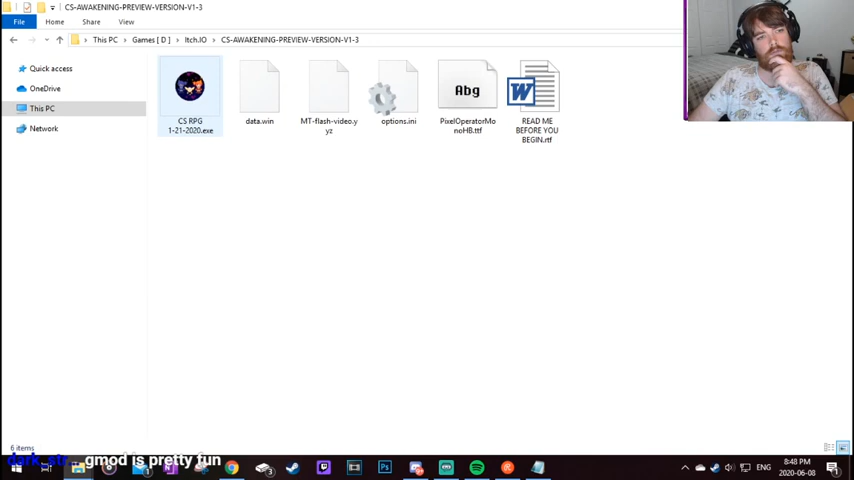 CS-AWAKENING-PREVIEW-VERSION-V1-3
File Home Share View
This PC Games [ D ] Itch.IO CS-AWAKENING-PREVIEW-VERSION-V1-3
Quick access
OneDrive
This PC
Network
CS RPG
1-21-2020.exe
data.win
MT-flash-video.y
yz
options.ini
Abg
PixelOperatorMo
noHB.ttf
W
READ ME
BEFORE YOU
BEGIN.rtf
6 items
gmod is pretty fun
Ps
3
ENG
8:48 PM
2020-06-08